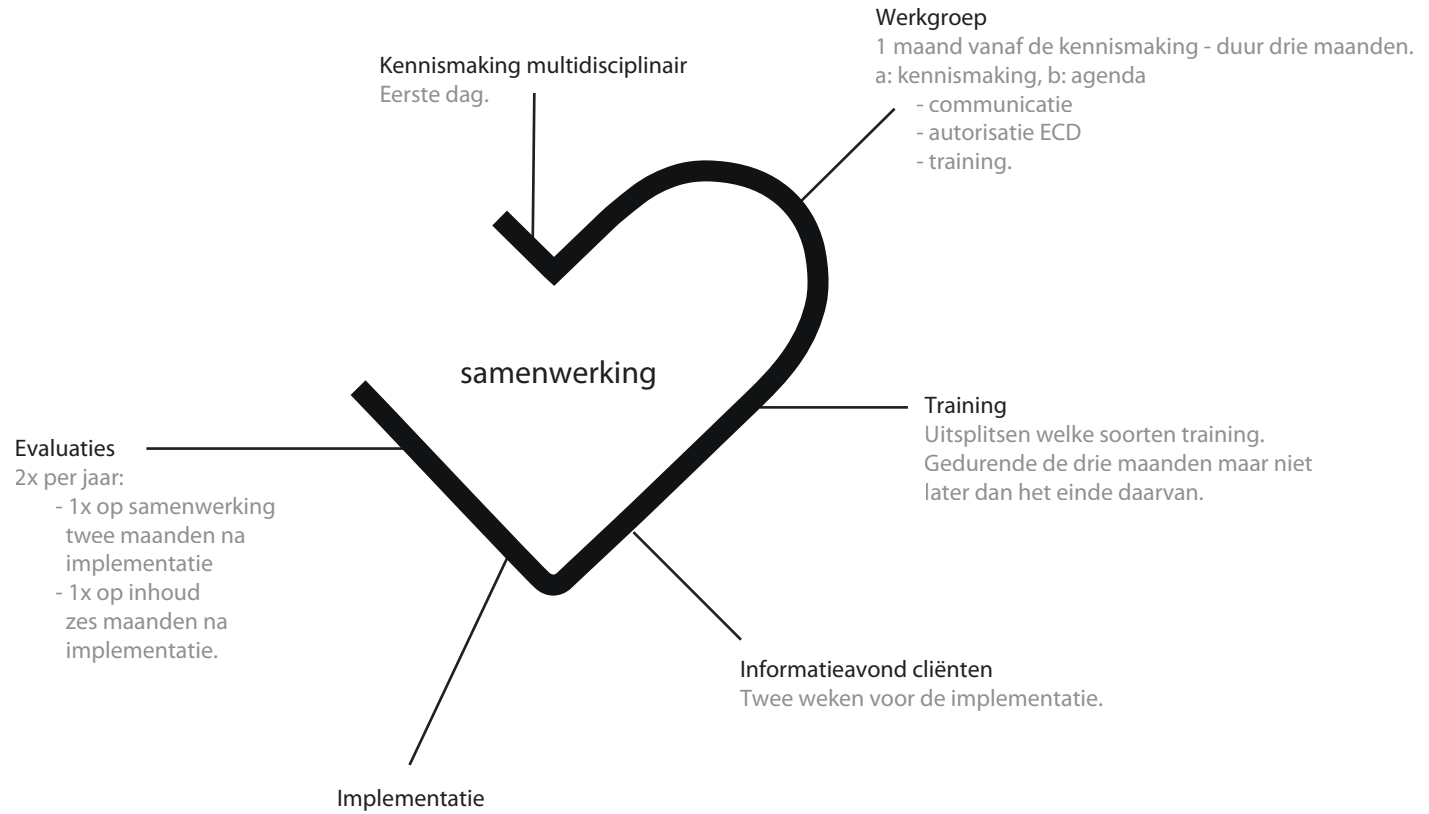 Kennismaking multidisciplinair
Eerste dag.
Werkgroep
1 maand vanaf de kennismaking - duur drie maanden.
a: kennismaking, b: agenda
- communicatie
- autorisatie ECD
- training.
samenwerking
Training
Uitsplitsen welke soorten training.
Gedurende de drie maanden maar niet
later dan het einde daarvan.
Informatieavond cliënten
Twee weken voor de implementatie.
Implementatie
Evaluaties
2x per jaar:
- 1x op samenwerking
twee maanden na
implementatie
- 1x op inhoud
zes maanden na
implementatie.